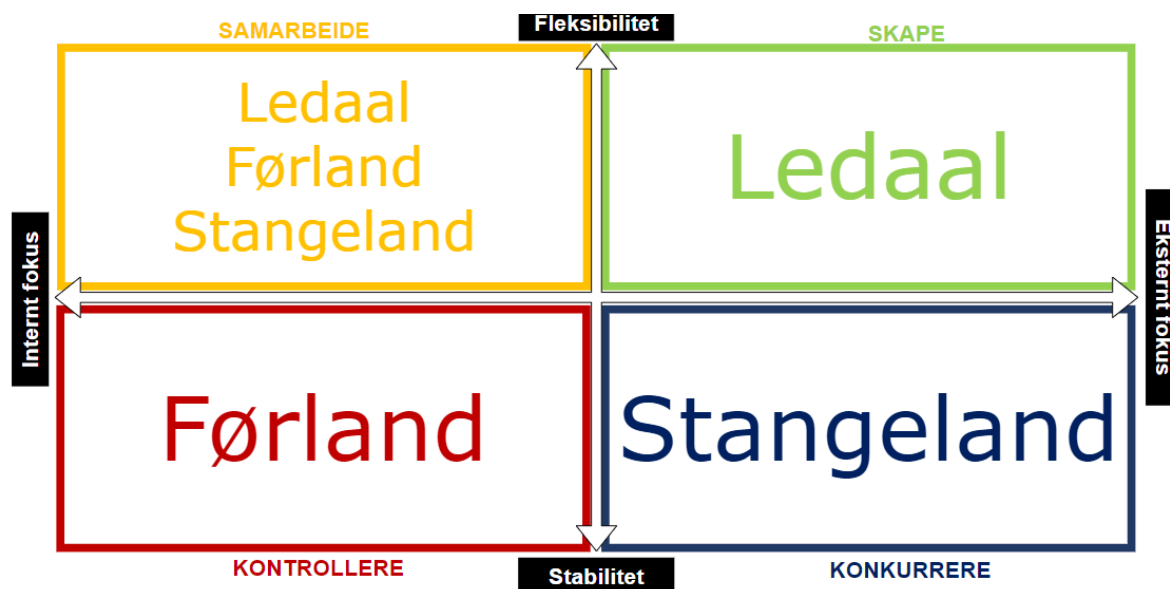 Fleksibilitet
SAMARBEIDE
SKAPE
Ledaal
Førland
Stangeland
Ledaal
Internt fokus
Eksternt fokus
Førland
Stangeland
KONTROLLERE
KONKURRERE
Stabilitet